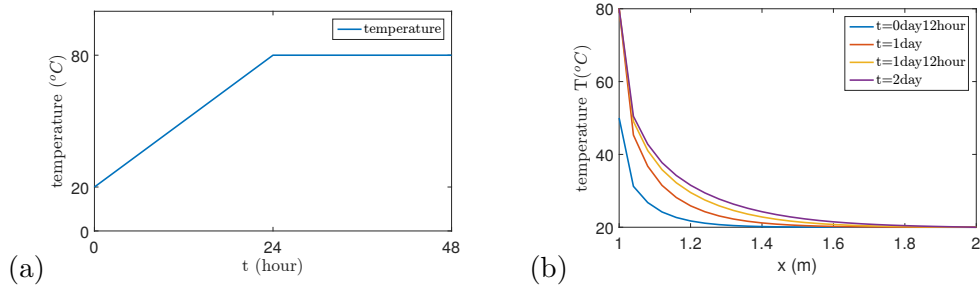 temperature
temperature (°C)
80
20
0
0
24
48
t (hour)
(a)
t=0day12hour
t=1day
t=1day12hour
t=2day
temperature T(°C)
80
60
40
20
1
1.2
1.4
1.6
1.8
2
x (m)
(b)